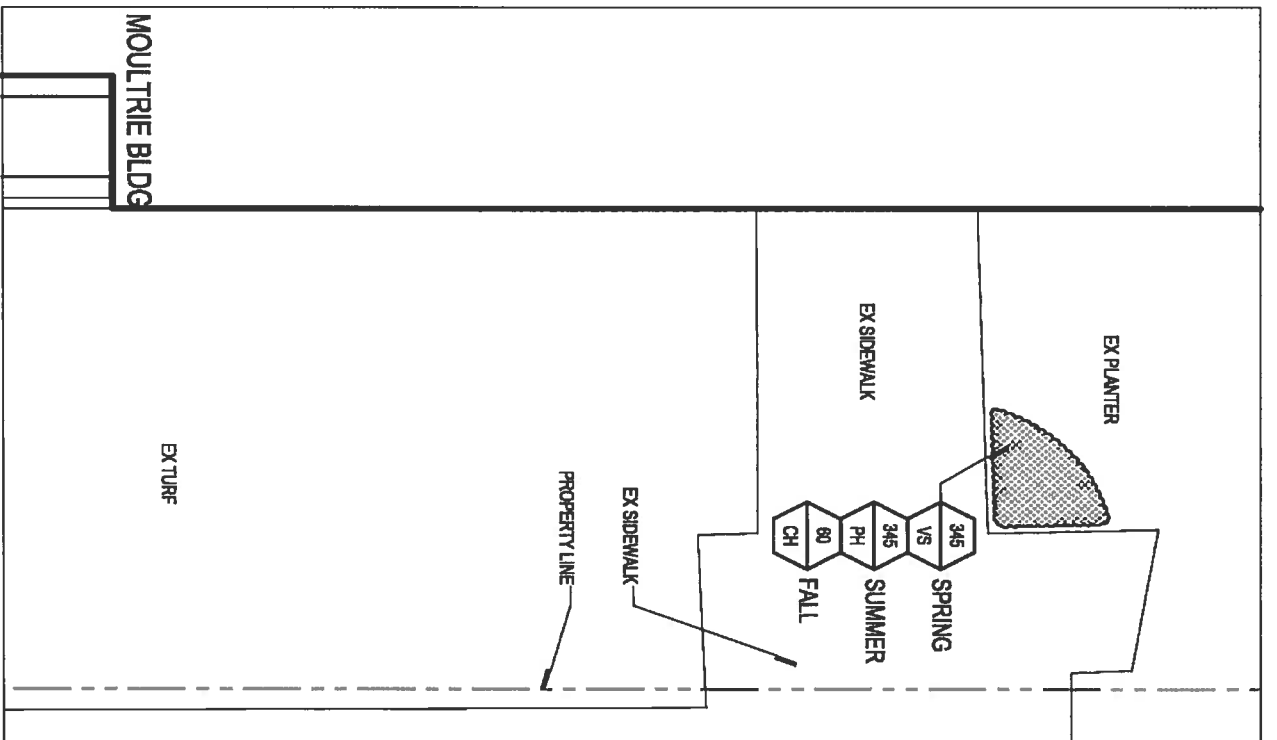 MOULTRIE BLDG
EX PLANTER
EX SIDEWALK
345
VS
SPRING
345
PH
SUMMER
60
CH
FALL
EX SIDEWALK
PROPERTY LINE
EX TURF